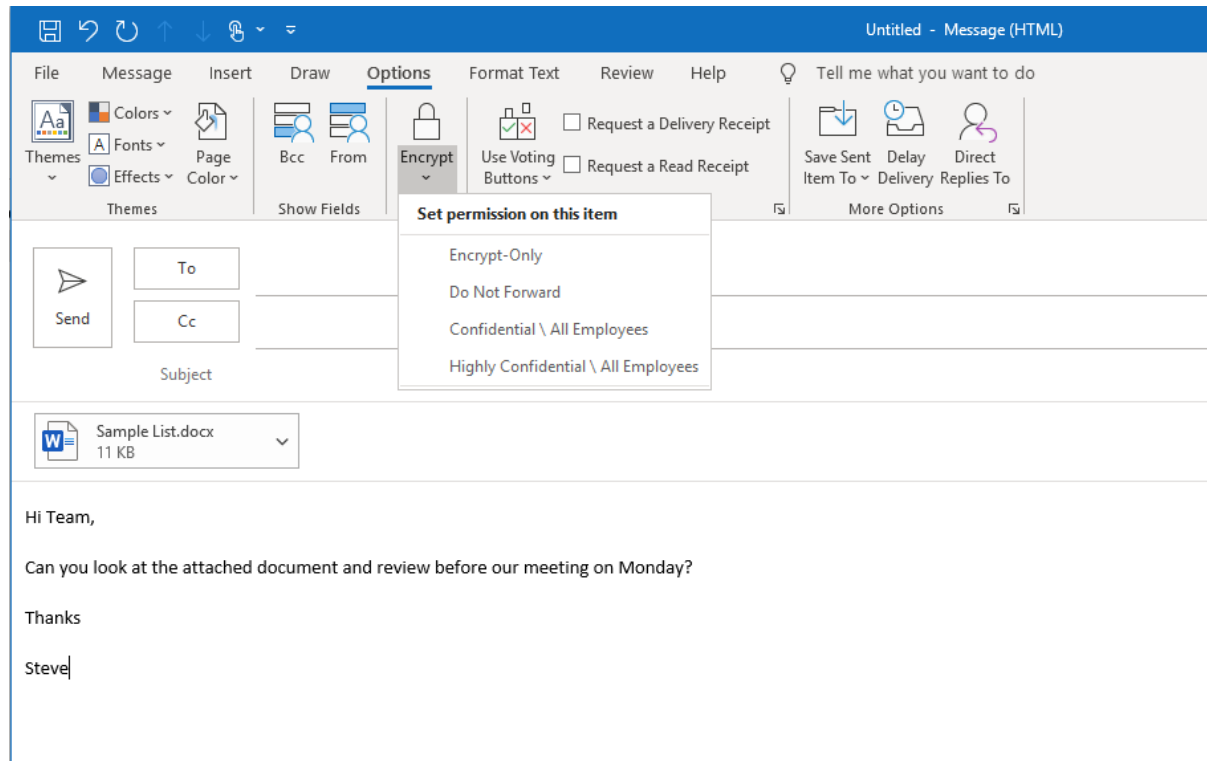 Untitled - Message (HTML)
File Message Insert Draw Options Format Text Review Help Tell me what you want to do
Aa
Themes
Colors
A Fonts
Effects
Page
Color
Themes
Bcc From
Show Fields
Encrypt
Use Voting
Buttons
Request a Delivery Receipt
Request a Read Receipt
Save Sent
Item To
Delay
Delivery
Direct
Replies To
More Options
Set permission on this item
Encrypt-Only
Do Not Forward
Confidential \ All Employees
Highly Confidential \ All Employees
Send
To
Cc
Subject
W
Sample List.docx
11 KB
Hi Team,
Can you look at the attached document and review before our meeting on Monday?
Thanks
Steve